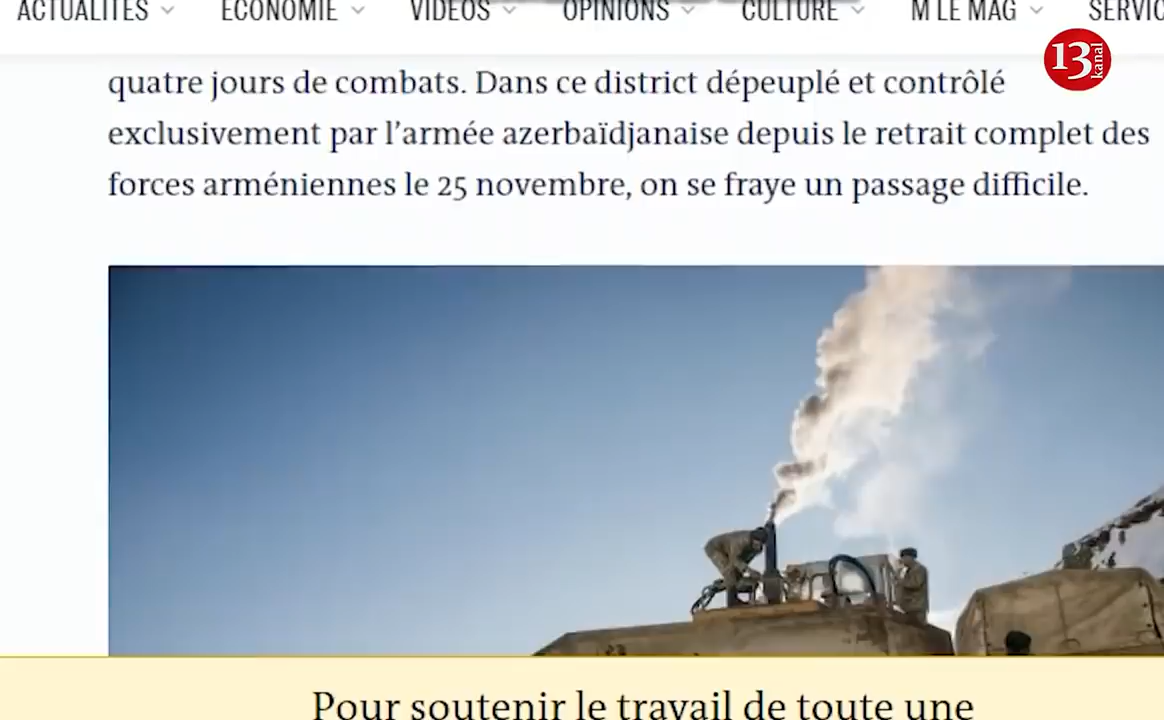 ACTUALITÉS
ÉCONOMIE
VIDÉOS
OPINIONS
CULTURE
M LE MAG
SERVIC
13
kanal
quatre jours de combats. Dans ce district dépeuplé et contrôlé
exclusivement par l'armée azerbaïdjanaise depuis le retrait complet des
forces arméniennes le 25 novembre, on se fraye un passage difficile.
Pour soutenir le travail de toute une